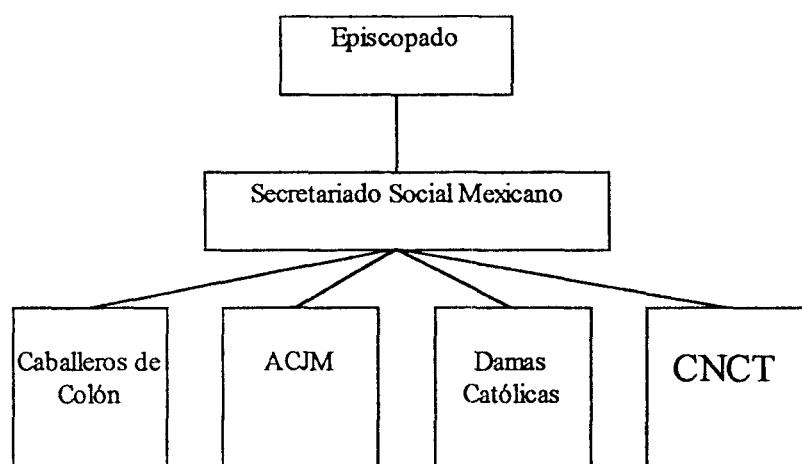 Episcopado
Secretariado Social Mexicano
Caballeros de
Colón
ACJM
Damas
Católicas
CNCT